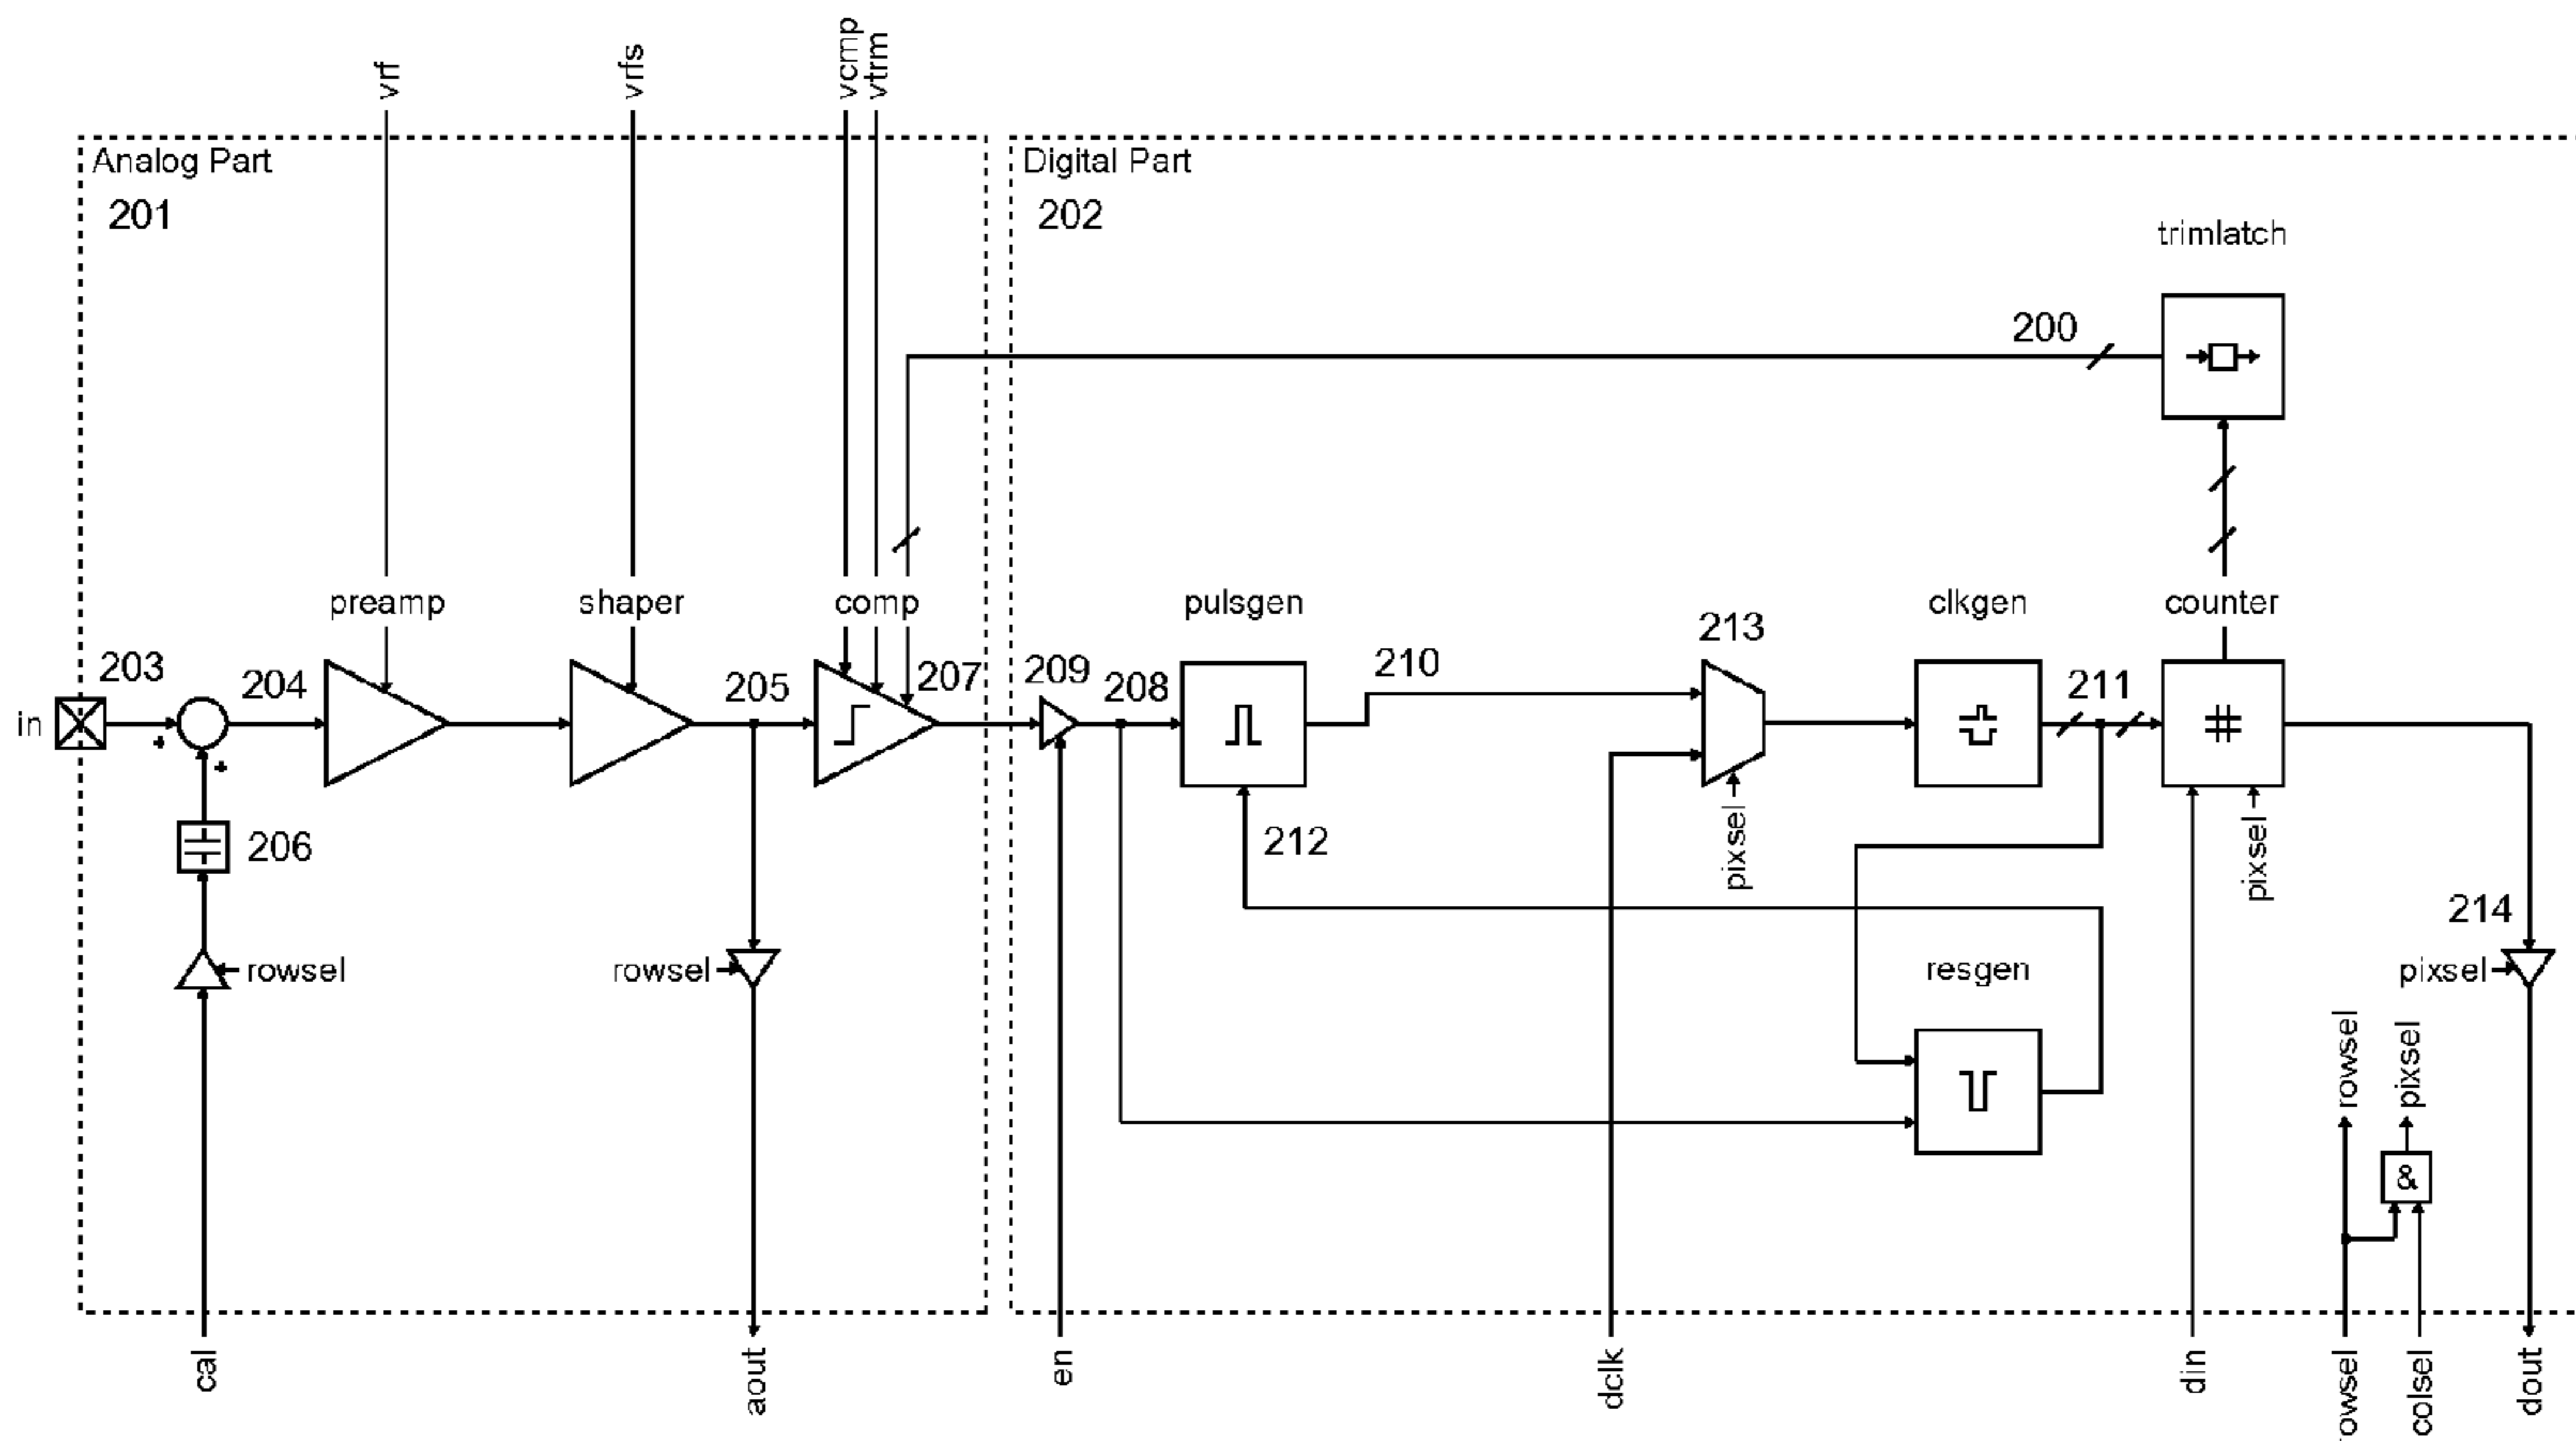 vrf
vrfs
vcmp
vtrm
Analog Part
201
Digital Part
202
trimlatch
200
preamp
shaper
comp
pulsgen
clkgen
counter
213
203
204
205
207
209
208
210
211
in
+
+
#
206
212
pixsel
pixsel
214
rowsel
rowsel
resgen
pixsel
rowsel
pixsel
&
cal
aout
en
dclk
din
rowsel
colsel
dout